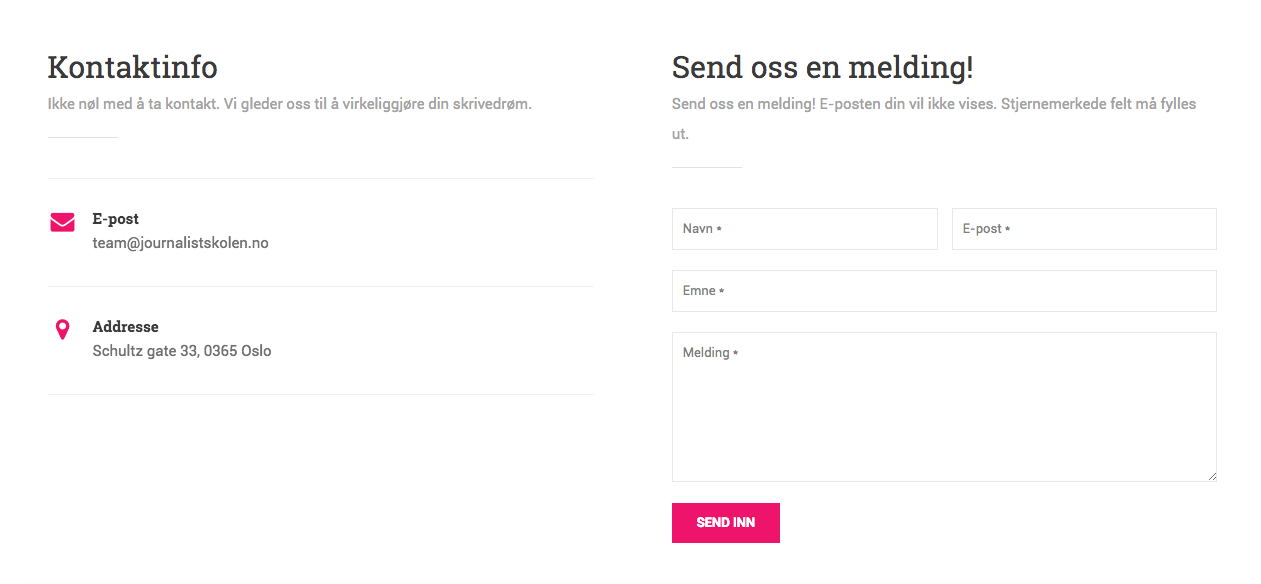 Kontaktinfo
Ikke nøl med å ta kontakt. Vi gleder oss til å virkeliggjøre din skrivedrøm.
E-post
team@journalistskolen.no
Addresse
Schultz gate 33, 0365 Oslo
Send oss en melding!
Send oss en melding! E-posten din vil ikke vises. Stjernemerkede felt må fylles
ut.
Navn *
E-post *
Emne *
Melding *
SEND INN